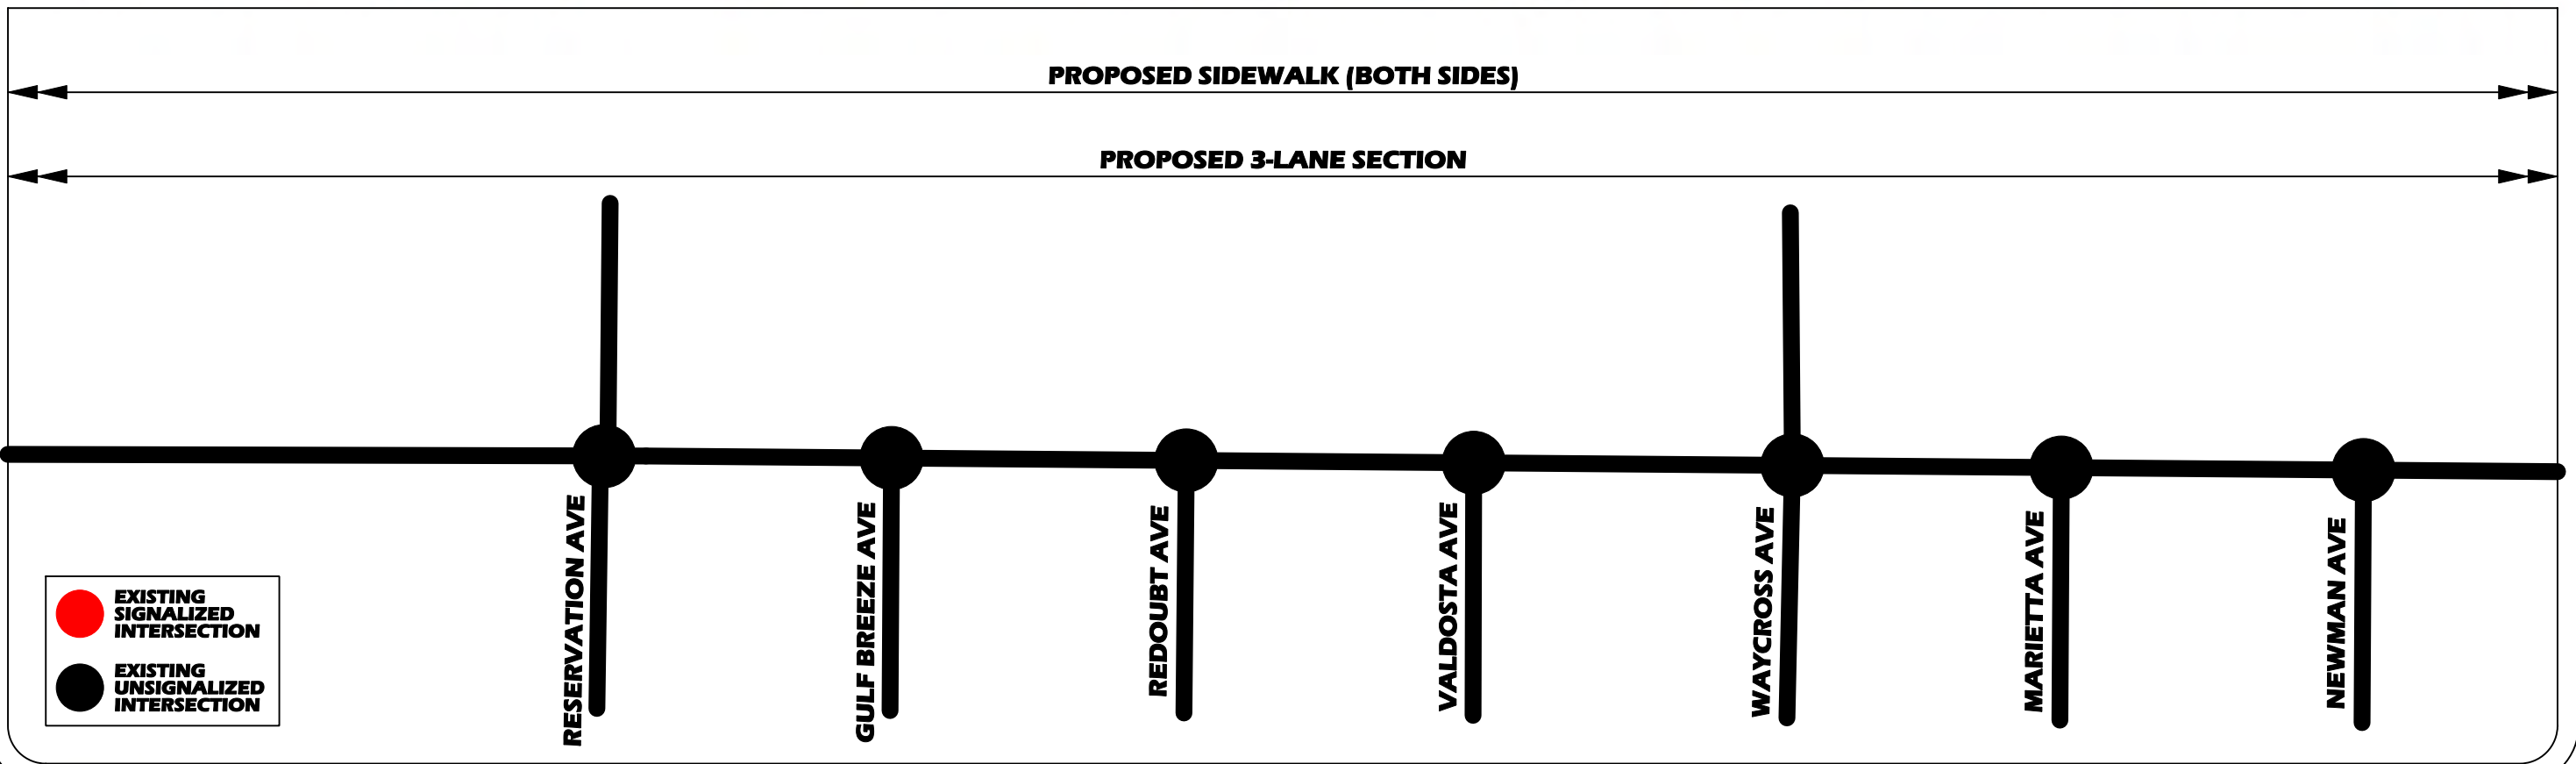 PROPOSED SIDEWALK (BOTH SIDES)
PROPOSED 3-LANE SECTION
RESERVATION AVE
GULF BREEZE AVE
REDOUBT AVE
VALDOSTA AVE
WAYCROSS AVE
MARIETTA AVE
NEWMAN AVE
EXISTING
SIGNALIZED
INTERSECTION
EXISTING
UNSIGNALIZED
INTERSECTION